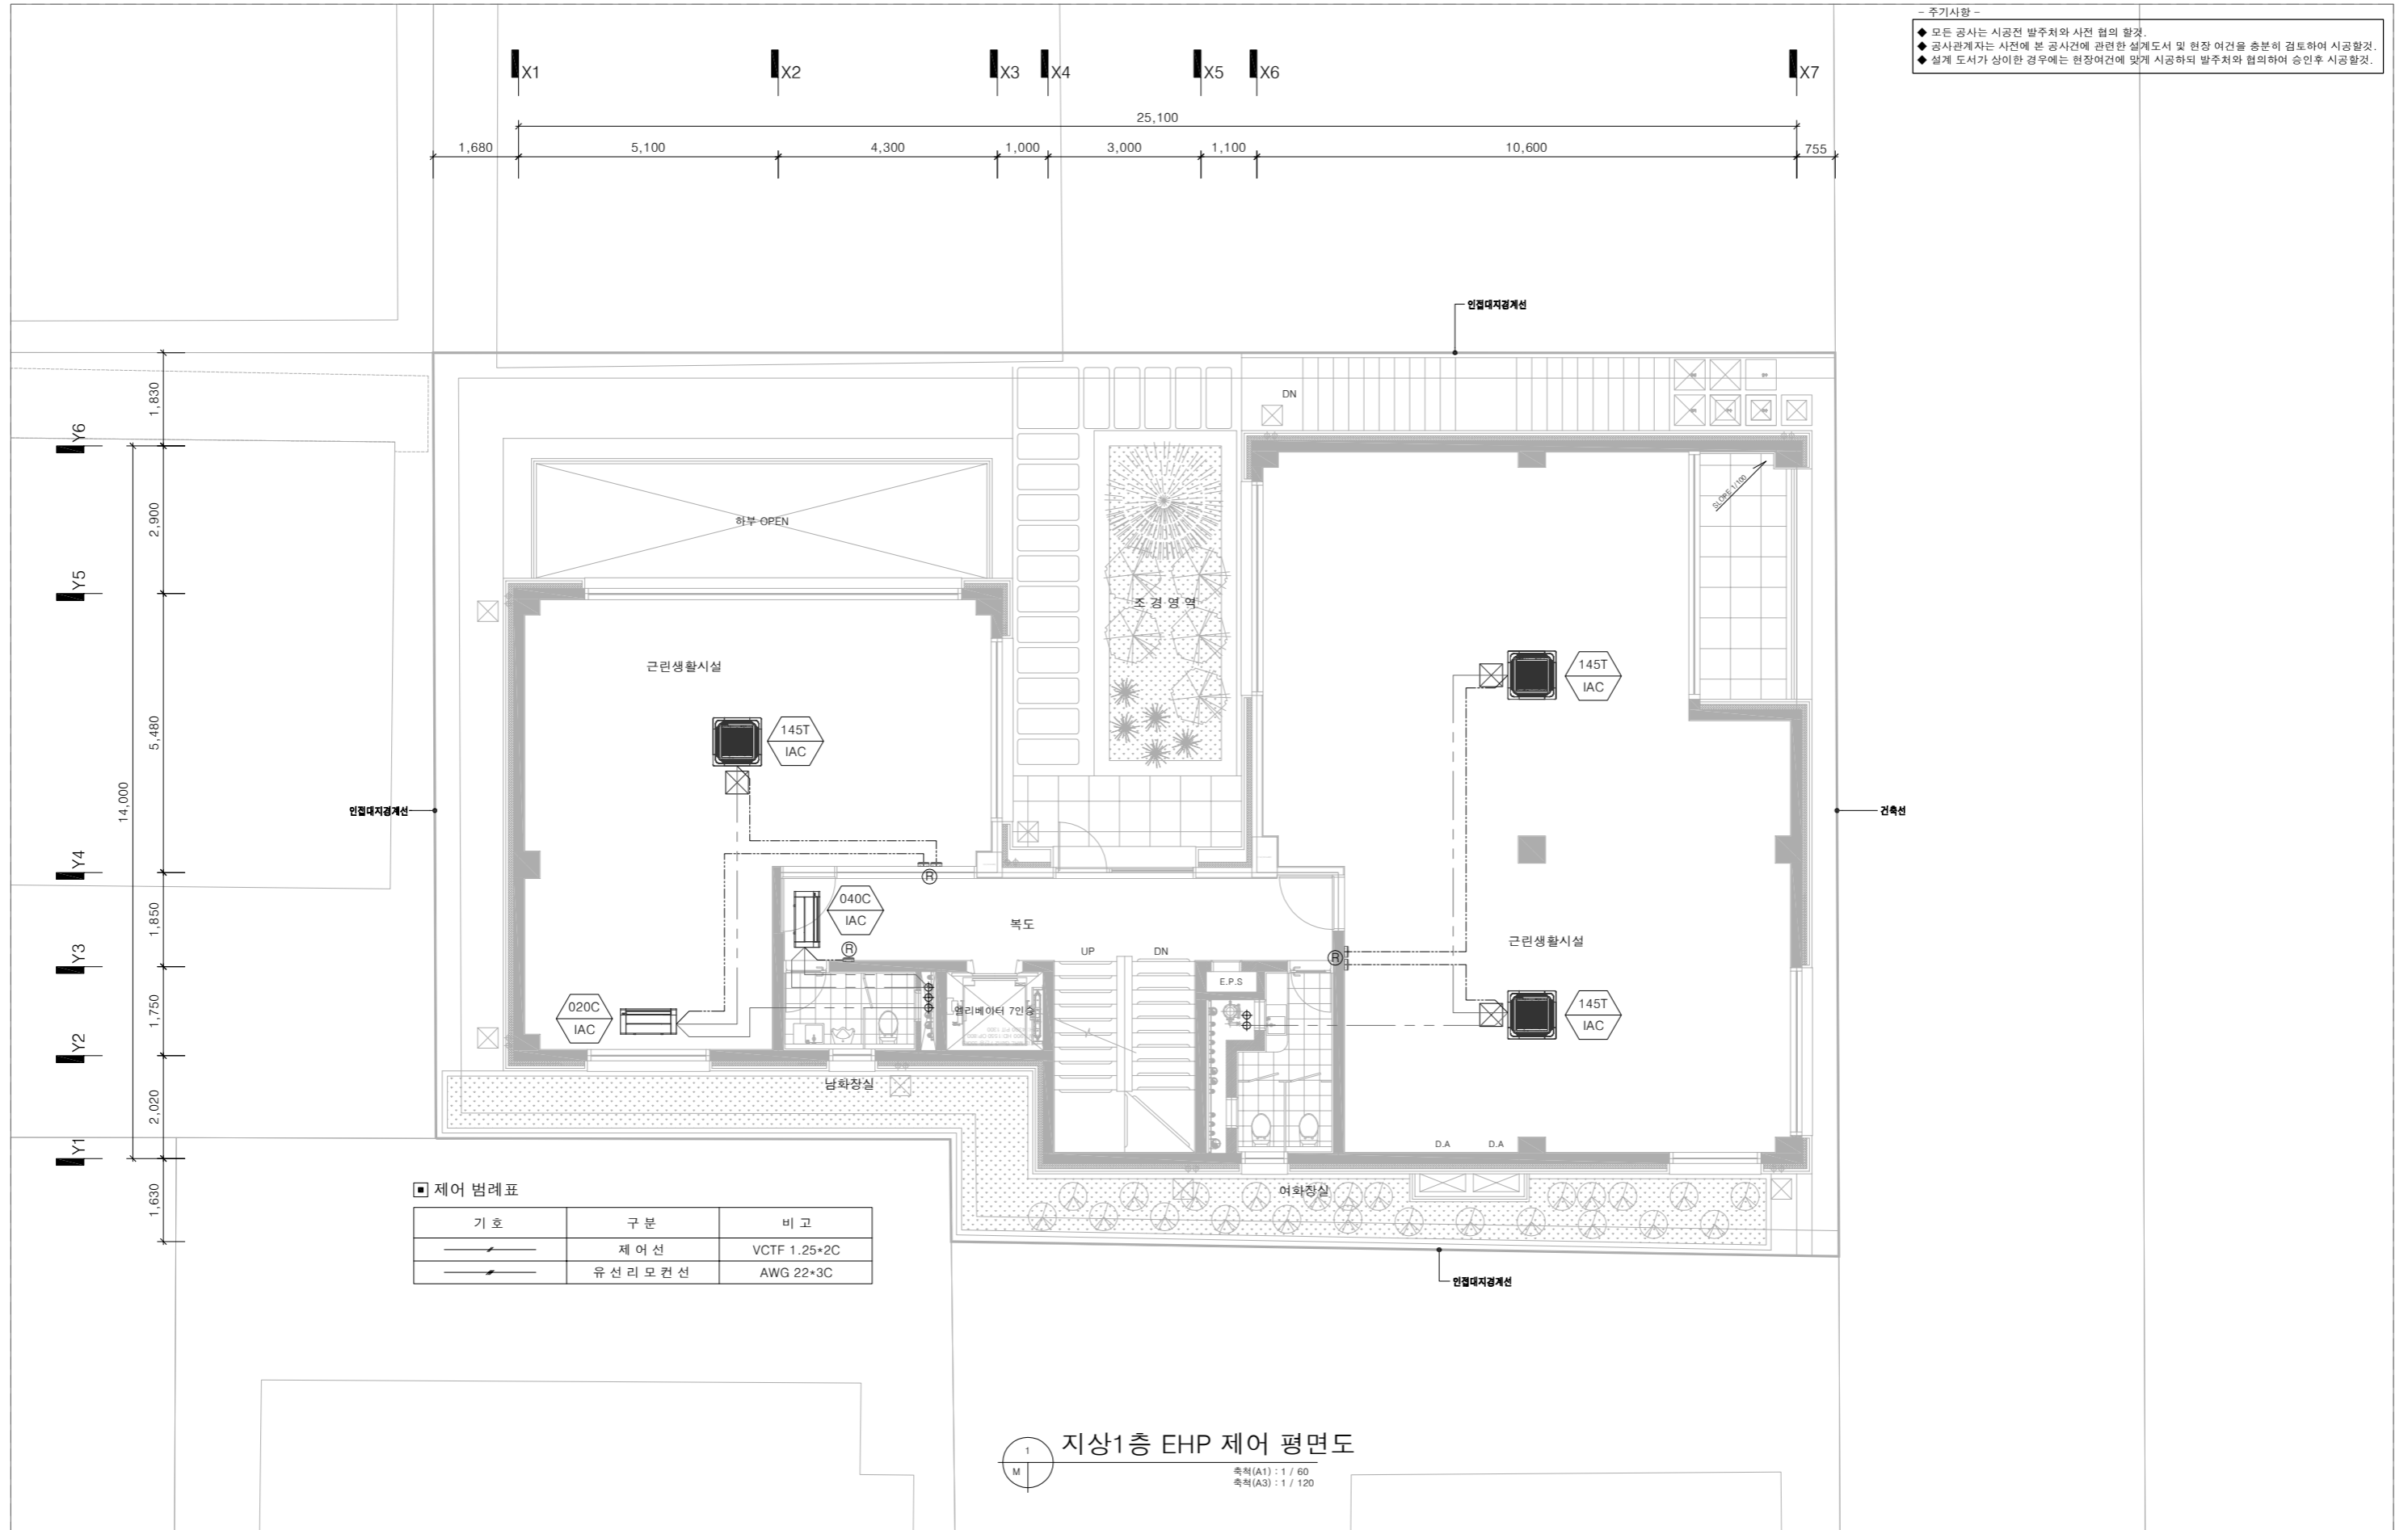 - 주기사항 -
◆ 모든 공사는 시공전 발주처와 사전 협의 할것.
◆ 공사관계자는 사전에 본 공사건에 관련한 설계도서 및 현장 여건을 충분히 검토하여 시공할것.
◆ 설계 도서가 상이한 경우에는 현장여건에 맞게 시공하되 발주처와 협의하여 승인후 시공할것.
X1 X2 X3 X4 X5 X6 X7
25,100
1,680 5,100 4,300 1,000 3,000 1,100 10,600 755
인접대지경계선
1,830
DN
Y6
SLOPE 1/100
2,900
하부 OPEN
Y5
조 경 영 역
근린생활시설
145T
IAC
5,480
145T
IAC
14,000
인접대지경계선
건축선
Y4
R
040C
IAC
1,850
복도
근린생활시설
R
UP
DN
R
Y3
E.P.S
020C
IAC
엘리베이터 7인승
145T
IAC
1,750
Y2
남화장실
2,020
D.A
D.A
Y1
1,630
여화장실
제어 범례표
기 호 구 분 비 고
제 어 선 VCTF 1.25*2C
유 선 리 모 컨 선 AWG 22*3C
인접대지경계선
1
M
지상1층 EHP 제어 평면도
축척(A1) : 1 / 60
축척(A3) : 1 / 120